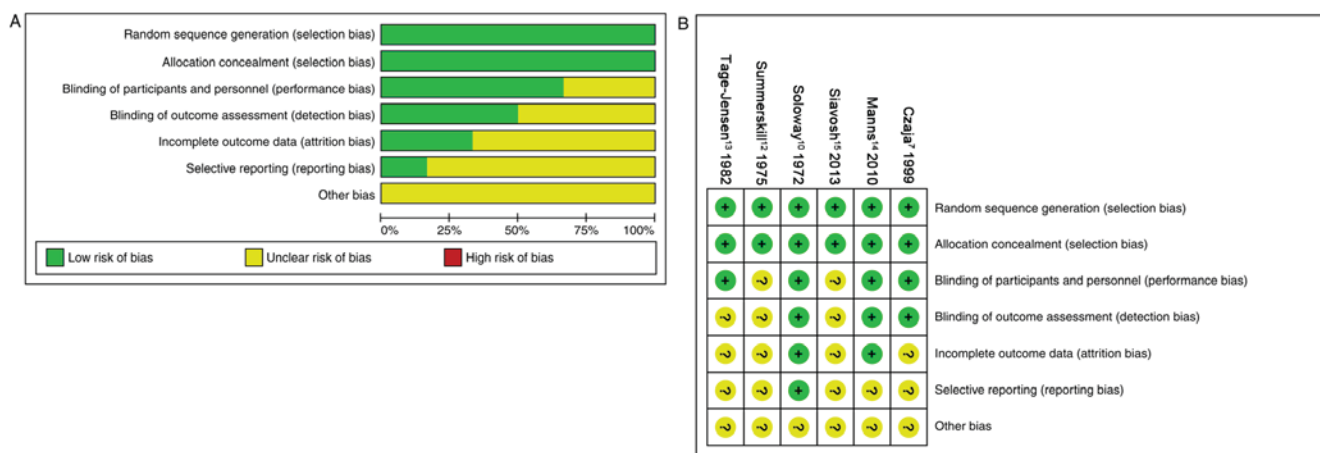 A
Random sequence generation (selection bias)
Allocation concealment (selection bias)
Blinding of participants and personnel (performance bias)
Blinding of outcome assessment (detection bias)
Incomplete outcome data (attrition bias)
Selective reporting (reporting bias)
Other bias
0% 25% 50% 75% 100%
Low risk of bias Unclear risk of bias High risk of bias
B
Tage-Jensen¹³ 1982
Summerskill¹² 1975
Soloway¹⁰ 1972
Siavosh¹⁵ 2013
Manns¹⁴ 2010
Czaja⁷ 1999
+ + + + + + Random sequence generation (selection bias)
+ + + + + + Allocation concealment (selection bias)
+ ? + ? + + Blinding of participants and personnel (performance bias)
? ? + ? + + Blinding of outcome assessment (detection bias)
? ? + ? + ? Incomplete outcome data (attrition bias)
? ? + ? ? ? Selective reporting (reporting bias)
? ? ? ? ? ? Other bias